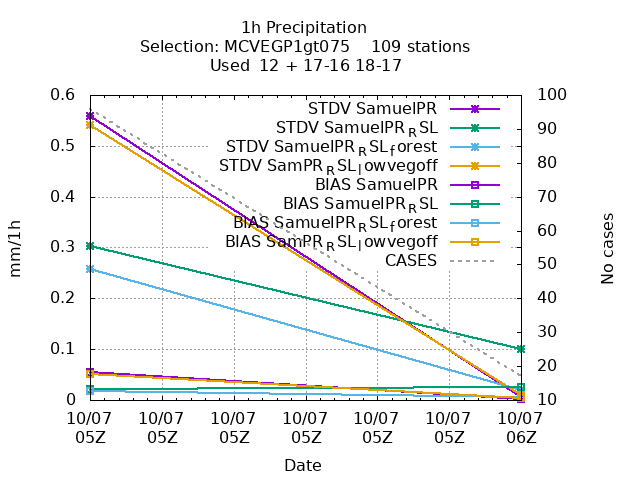 1h Precipitation
Selection: MCVEGP1gt075    109 stations
Used  12 + 17-16 18-17
mm/1h
No cases
0.6
0.5
0.4
0.3
0.2
0.1
0
100
90
80
70
60
50
40
30
20
10
STDV SamuelPR
STDV SamuelPR_RSL
STDV SamuelPR_RSL_forest
STDV SamPR_RSL_lowvegoff
BIAS SamuelPR
BIAS SamuelPR_RSL
BIAS SamuelPR_RSL_forest
BIAS SamPR_RSL_lowvegoff
CASES
10/07 10/07 10/07 10/07 10/07 10/07 10/07
05Z 05Z 05Z 05Z 05Z 05Z 06Z
Date